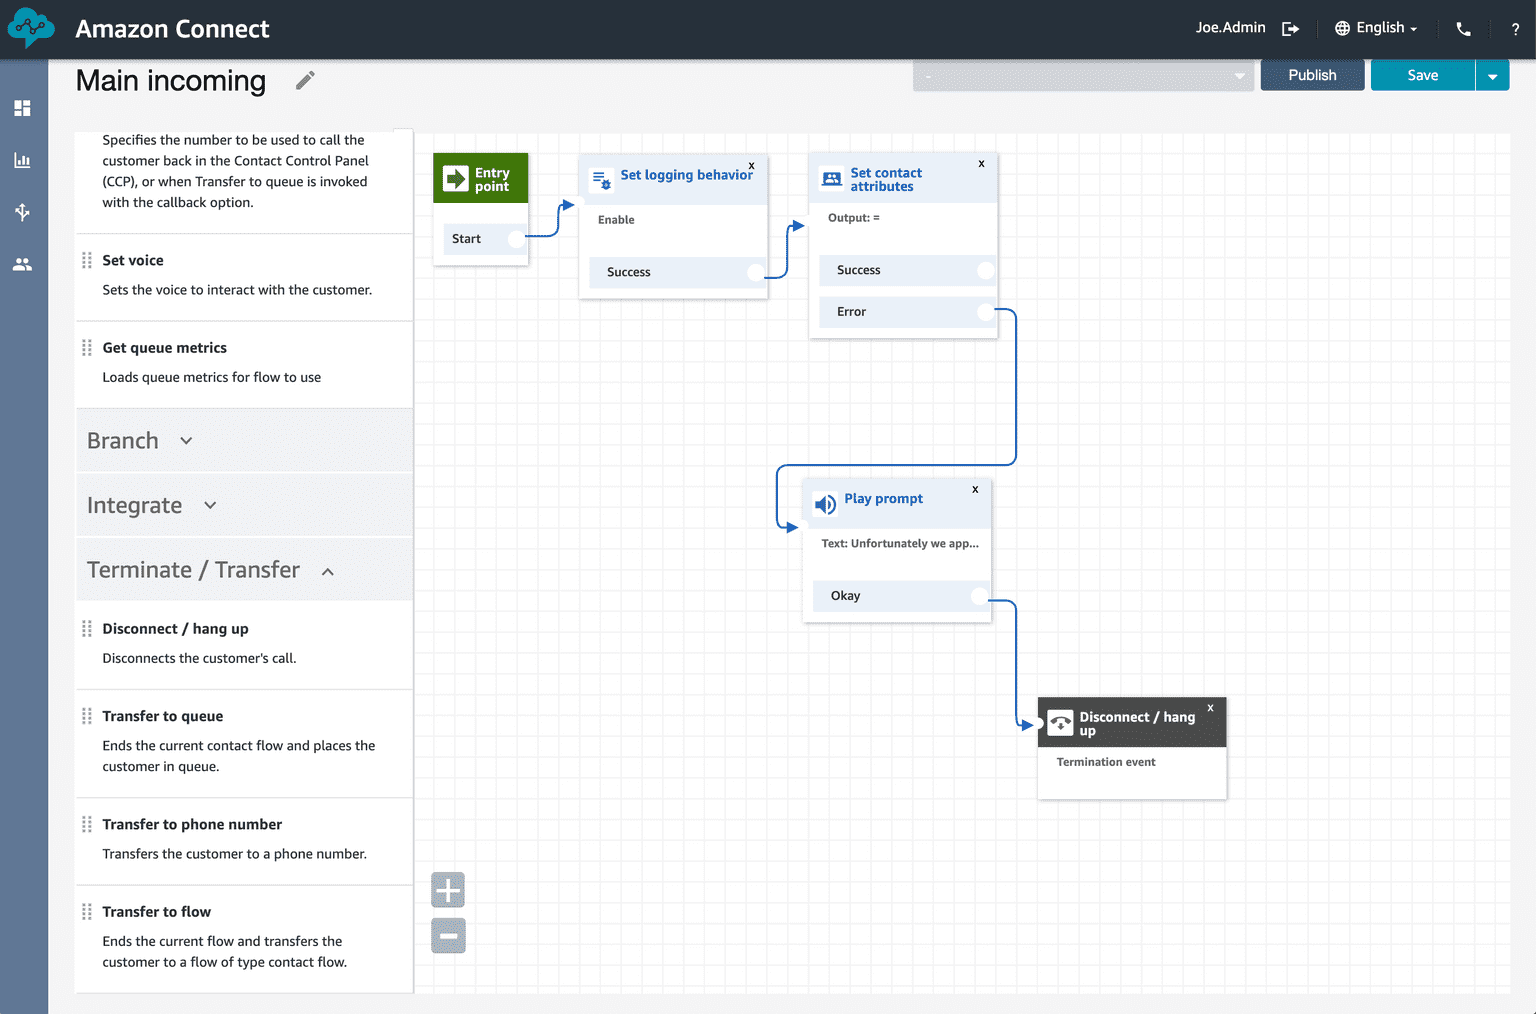 Amazon Connect
Joe.Admin
English
?
Main incoming
-
Publish
Save
Specifies the number to be used to call the
customer back in the Contact Control Panel
(CCP), or when Transfer to queue is invoked
with the callback option.
Set voice
Sets the voice to interact with the customer.
Get queue metrics
Loads queue metrics for flow to use
Branch
Integrate
Terminate / Transfer
Disconnect / hang up
Disconnects the customer's call.
Transfer to queue
Ends the current contact flow and places the
customer in queue.
Transfer to phone number
Transfers the customer to a phone number.
Transfer to flow
Ends the current flow and transfers the
customer to a flow of type contact flow.
Entry
point
Start
x
Set logging behavior
Enable
Success
x
Set contact
attributes
Output: =
Success
Error
x
Play prompt
Text: Unfortunately we app...
Okay
x
Disconnect / hang
up
Termination event